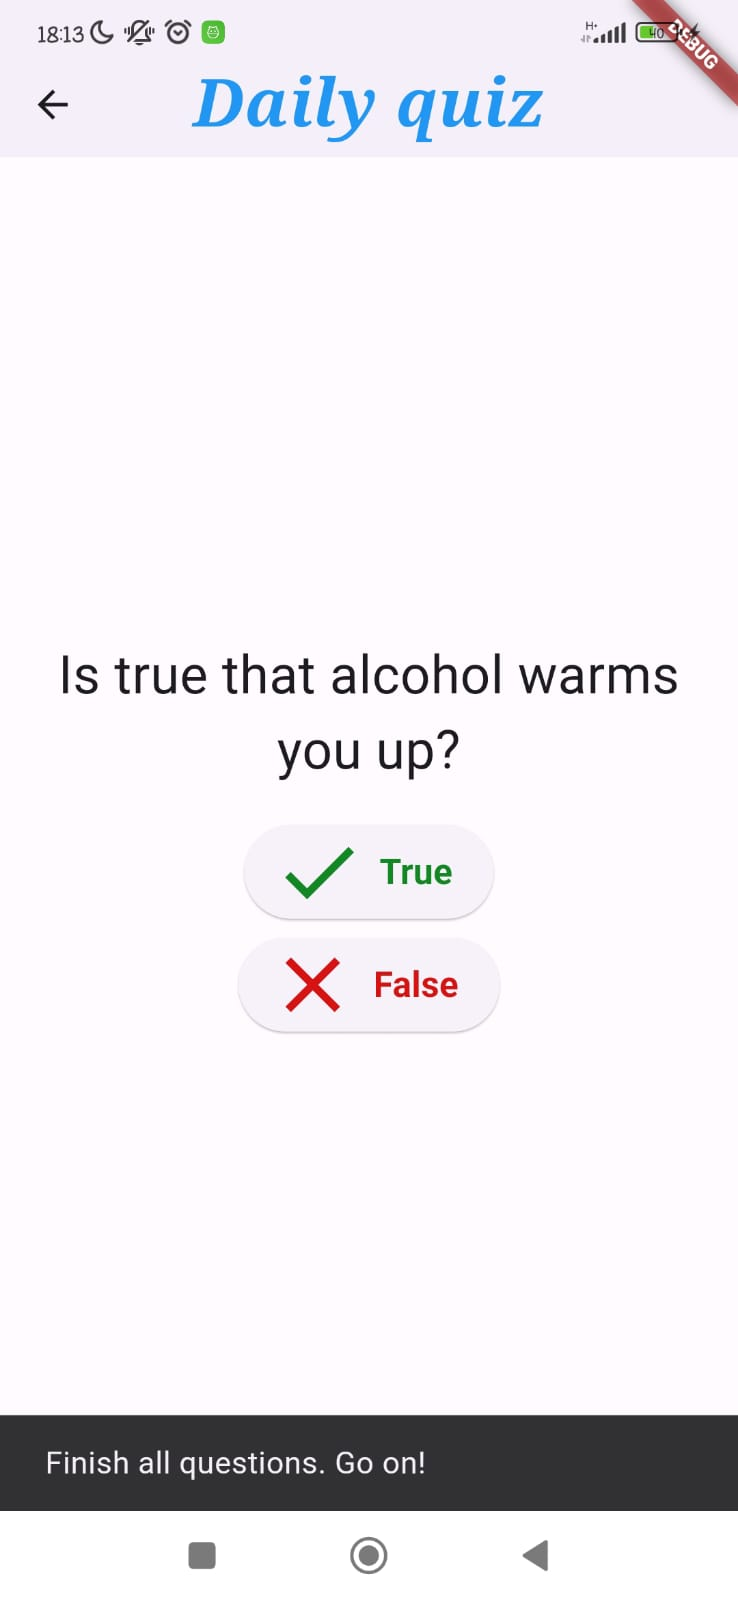 18:13
H+
40
DEBUG
Daily quiz
Is true that alcohol warms
you up?
True
False
Finish all questions. Go on!